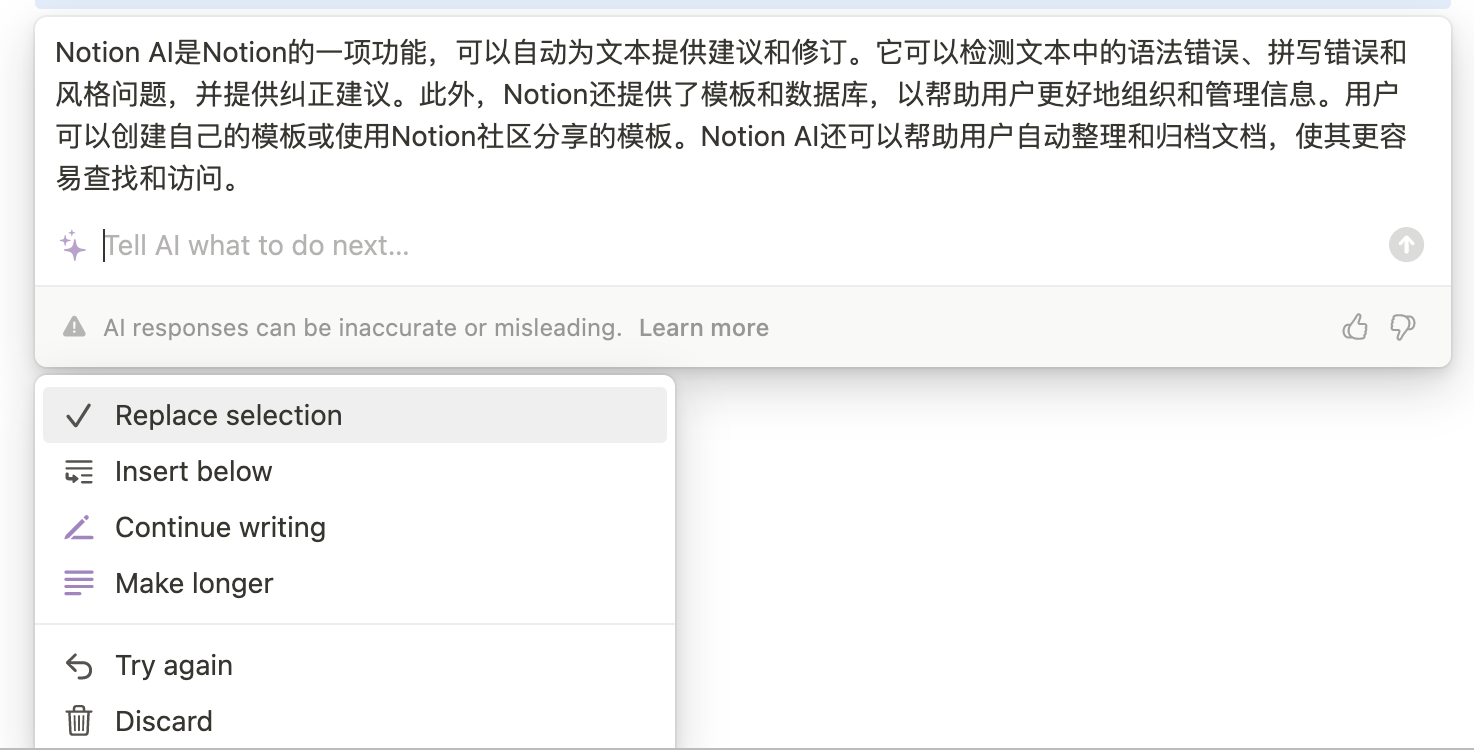 Notion AI是Notion的一项功能，可以自动为文本提供建议和修订。它可以检测文本中的语法错误、拼写错误和
风格问题，并提供纠正建议。此外，Notion还提供了模板和数据库，以帮助用户更好地组织和管理信息。用户
可以创建自己的模板或使用Notion社区分享的模板。Notion AI还可以帮助用户自动整理和归档文档，使其更容
易查找和访问。
Tell AI what to do next...
AI responses can be inaccurate or misleading. Learn more
Replace selection
Insert below
Continue writing
Make longer
Try again
Discard